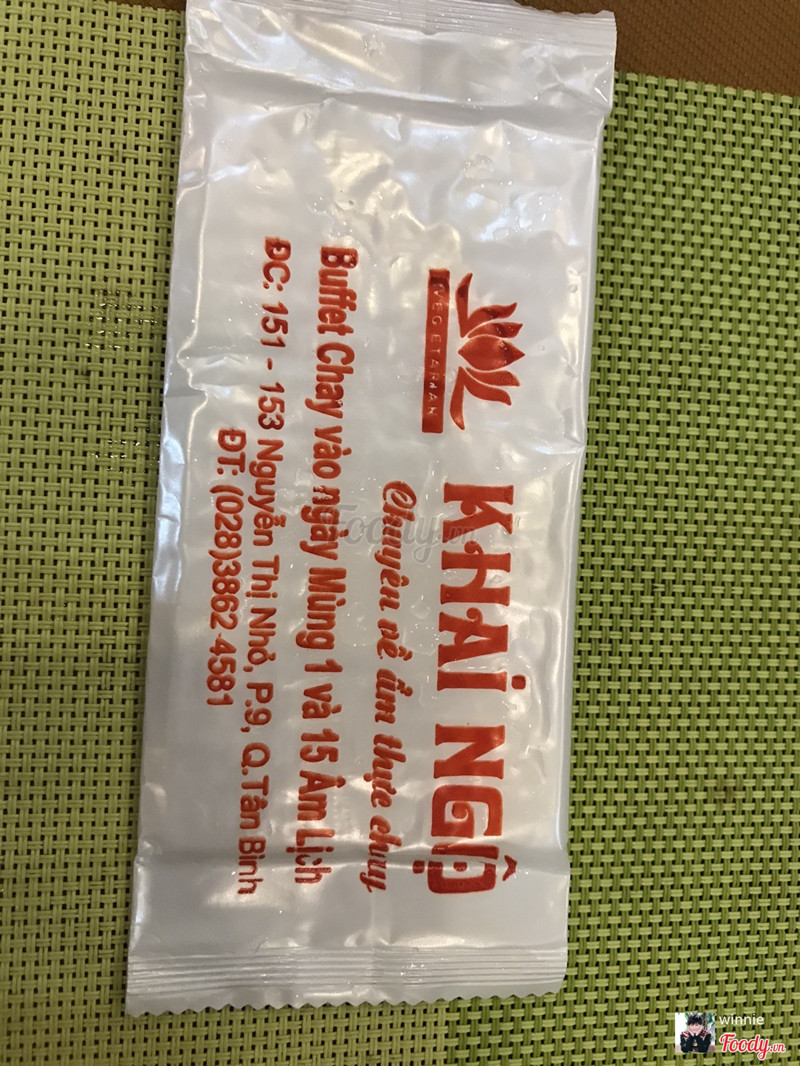 VEGETARIAN
KHAI NGỘ
Chuyên về ẩm thực chay
Buffet Chay vào ngày Mùng 1 và 15 Âm Lịch
ĐC: 151 - 153 Nguyễn Thị Nhỏ, P.9, Q.Tân Bình
ĐT: (028)3862 4581
Foody.vn
winnie
Foody.vn